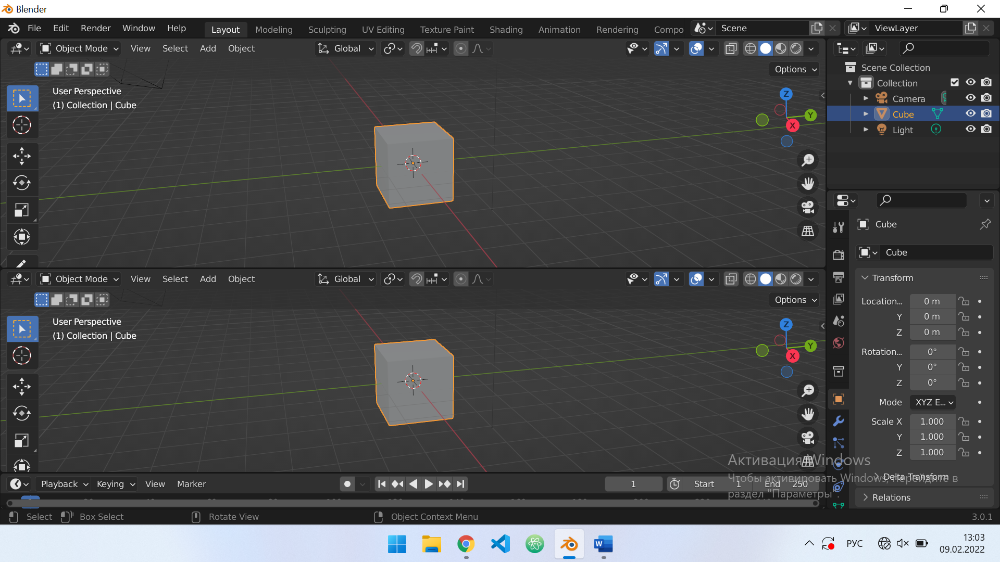 Blender
File Edit Render Window Help Layout Modeling Sculpting UV Editing Texture Paint Shading Animation Rendering Compo Scene ViewLayer
Object Mode View Select Add Object Global
Options
User Perspective
(1) Collection | Cube
Z
Y
X
Scene Collection
Collection
Camera
Cube
Light
Object Mode View Select Add Object Global
Options
User Perspective
(1) Collection | Cube
Z
Y
X
Cube
Cube
Transform
Location... 0 m
Y 0 m
Z 0 m
Rotation... 0°
Y 0°
Z 0°
Mode XYZ E...
Scale X 1.000
Y 1.000
Z 1.000
Delta Transform
Relations
Активация Windows
Чтобы активировать Windows, перейдите в
раздел "Параметры".
Playback Keying View Marker 1 Start 1 End 250
Select Box Select Rotate View Object Context Menu 3.0.1
W
РУС
13:03
09.02.2022